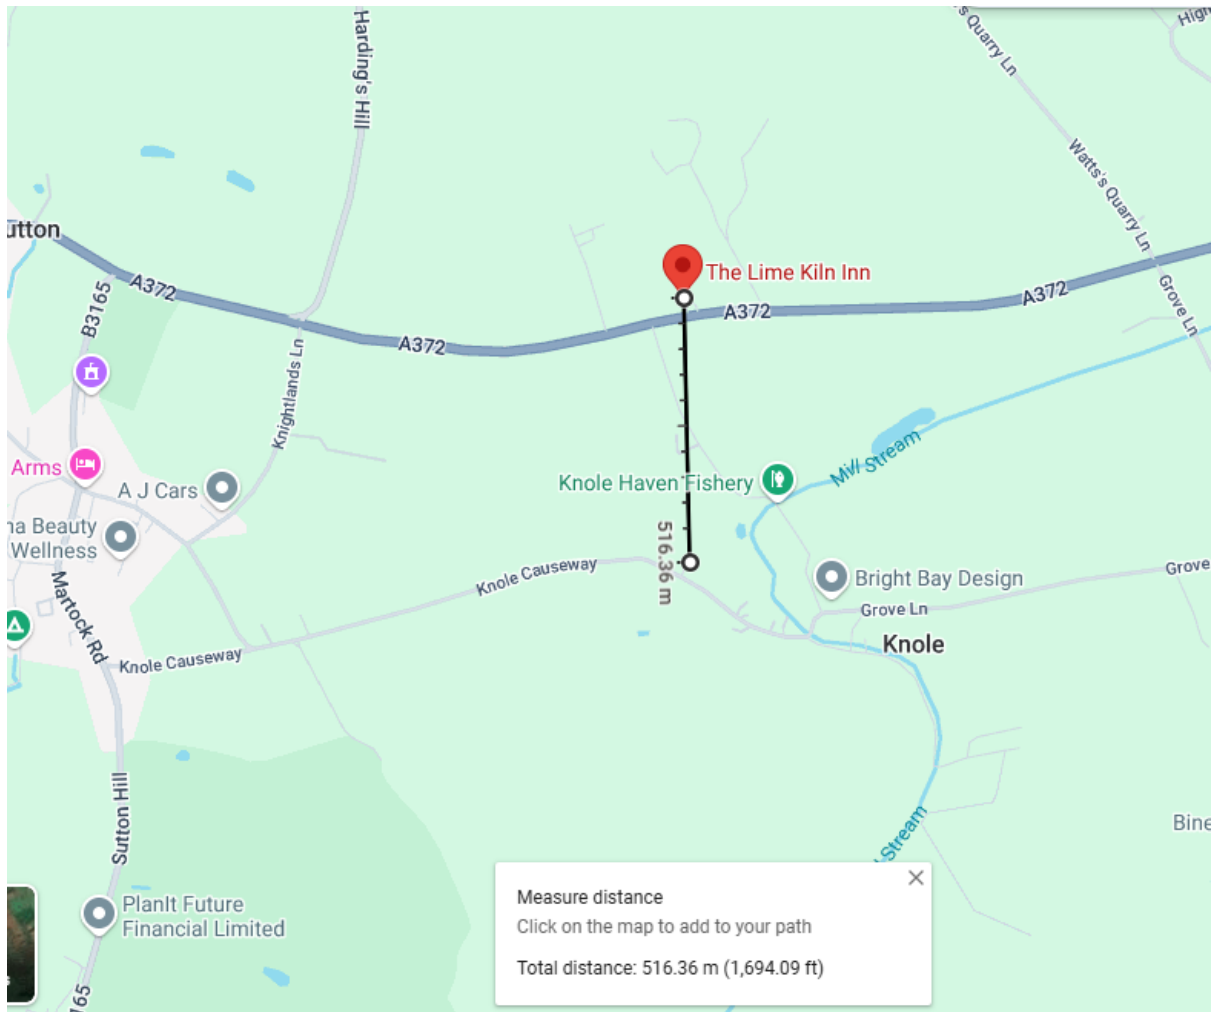 Harding's Hill
s Quarry Ln
High
Watts's Quarry Ln
utton
A372
B3165
The Lime Kiln Inn
A372
A372
A372
Grove Ln
Knightlands Ln
Mill Stream
Arms
A J Cars
Knole Haven Fishery
na Beauty
Wellness
516.36 m
Knole Causeway
Bright Bay Design
Grove
Grove Ln
Martock Rd
Knole
Knole Causeway
Sutton Hill
Stream
Bine
PlanIt Future
Financial Limited
165
s
Measure distance
Click on the map to add to your path
Total distance: 516.36 m (1,694.09 ft)